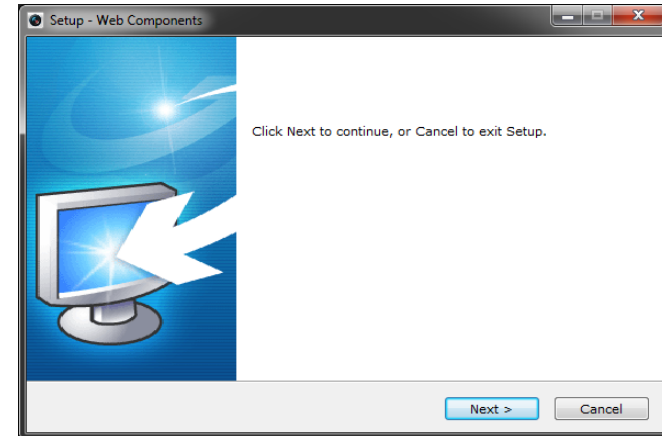 Setup - Web Components
Click Next to continue, or Cancel to exit Setup.
Next >
Cancel